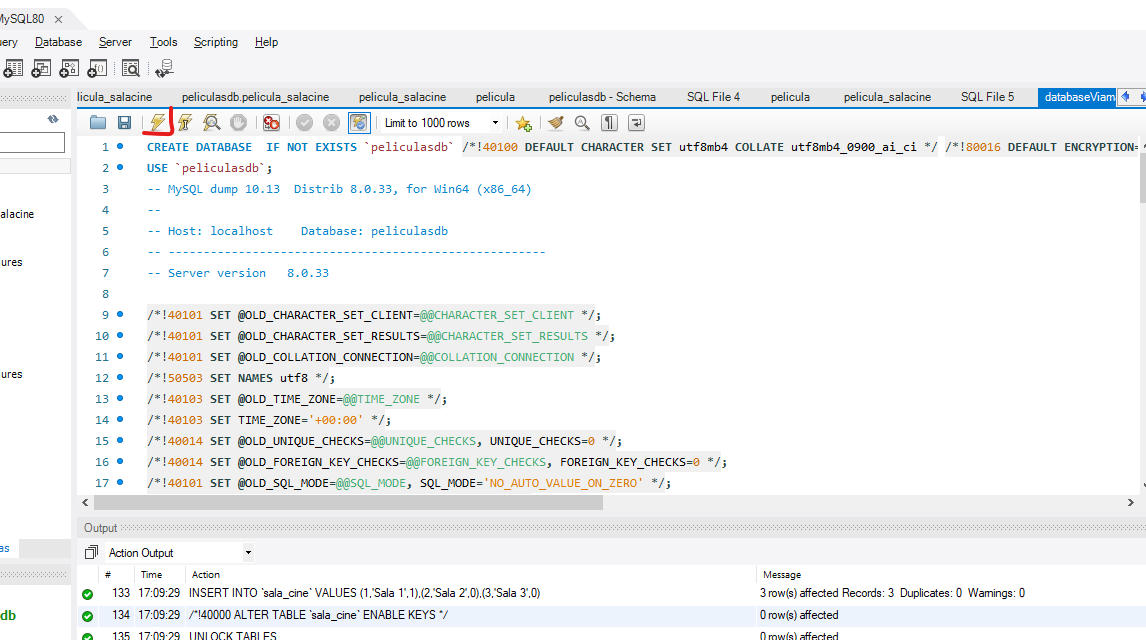 MySQL80
uery Database Server Tools Scripting Help
licula_salacine peliculasdb.pelicula_salacine pelicula_salacine pelicula peliculasdb - Schema SQL File 4 pelicula pelicula_salacine SQL File 5 databaseViam
Limit to 1000 rows
1 CREATE DATABASE  IF NOT EXISTS `peliculasdb` /*!40100 DEFAULT CHARACTER SET utf8mb4 COLLATE utf8mb4_0900_ai_ci */ /*!80016 DEFAULT ENCRYPTION=
2 USE `peliculasdb`;
3 -- MySQL dump 10.13  Distrib 8.0.33, for Win64 (x86_64)
4 --
5 -- Host: localhost    Database: peliculasdb
6 -- ------------------------------------------------------
7 -- Server version   8.0.33
8
9 /*!40101 SET @OLD_CHARACTER_SET_CLIENT=@@CHARACTER_SET_CLIENT */;
10 /*!40101 SET @OLD_CHARACTER_SET_RESULTS=@@CHARACTER_SET_RESULTS */;
11 /*!40101 SET @OLD_COLLATION_CONNECTION=@@COLLATION_CONNECTION */;
12 /*!50503 SET NAMES utf8 */;
13 /*!40103 SET @OLD_TIME_ZONE=@@TIME_ZONE */;
14 /*!40103 SET TIME_ZONE='+00:00' */;
15 /*!40014 SET @OLD_UNIQUE_CHECKS=@@UNIQUE_CHECKS, UNIQUE_CHECKS=0 */;
16 /*!40014 SET @OLD_FOREIGN_KEY_CHECKS=@@FOREIGN_KEY_CHECKS, FOREIGN_KEY_CHECKS=0 */;
17 /*!40101 SET @OLD_SQL_MODE=@@SQL_MODE, SQL_MODE='NO_AUTO_VALUE_ON_ZERO' */;
alacine
ures
ures
as
db
Output
Action Output
# Time Action Message
133 17:09:29 INSERT INTO `sala_cine` VALUES (1,'Sala 1',1),(2,'Sala 2',0),(3,'Sala 3',0) 3 row(s) affected Records: 3  Duplicates: 0  Warnings: 0
134 17:09:29 /*!40000 ALTER TABLE `sala_cine` ENABLE KEYS */ 0 row(s) affected
135 17:09:29 UNLOCK TABLES 0 row(s) affected